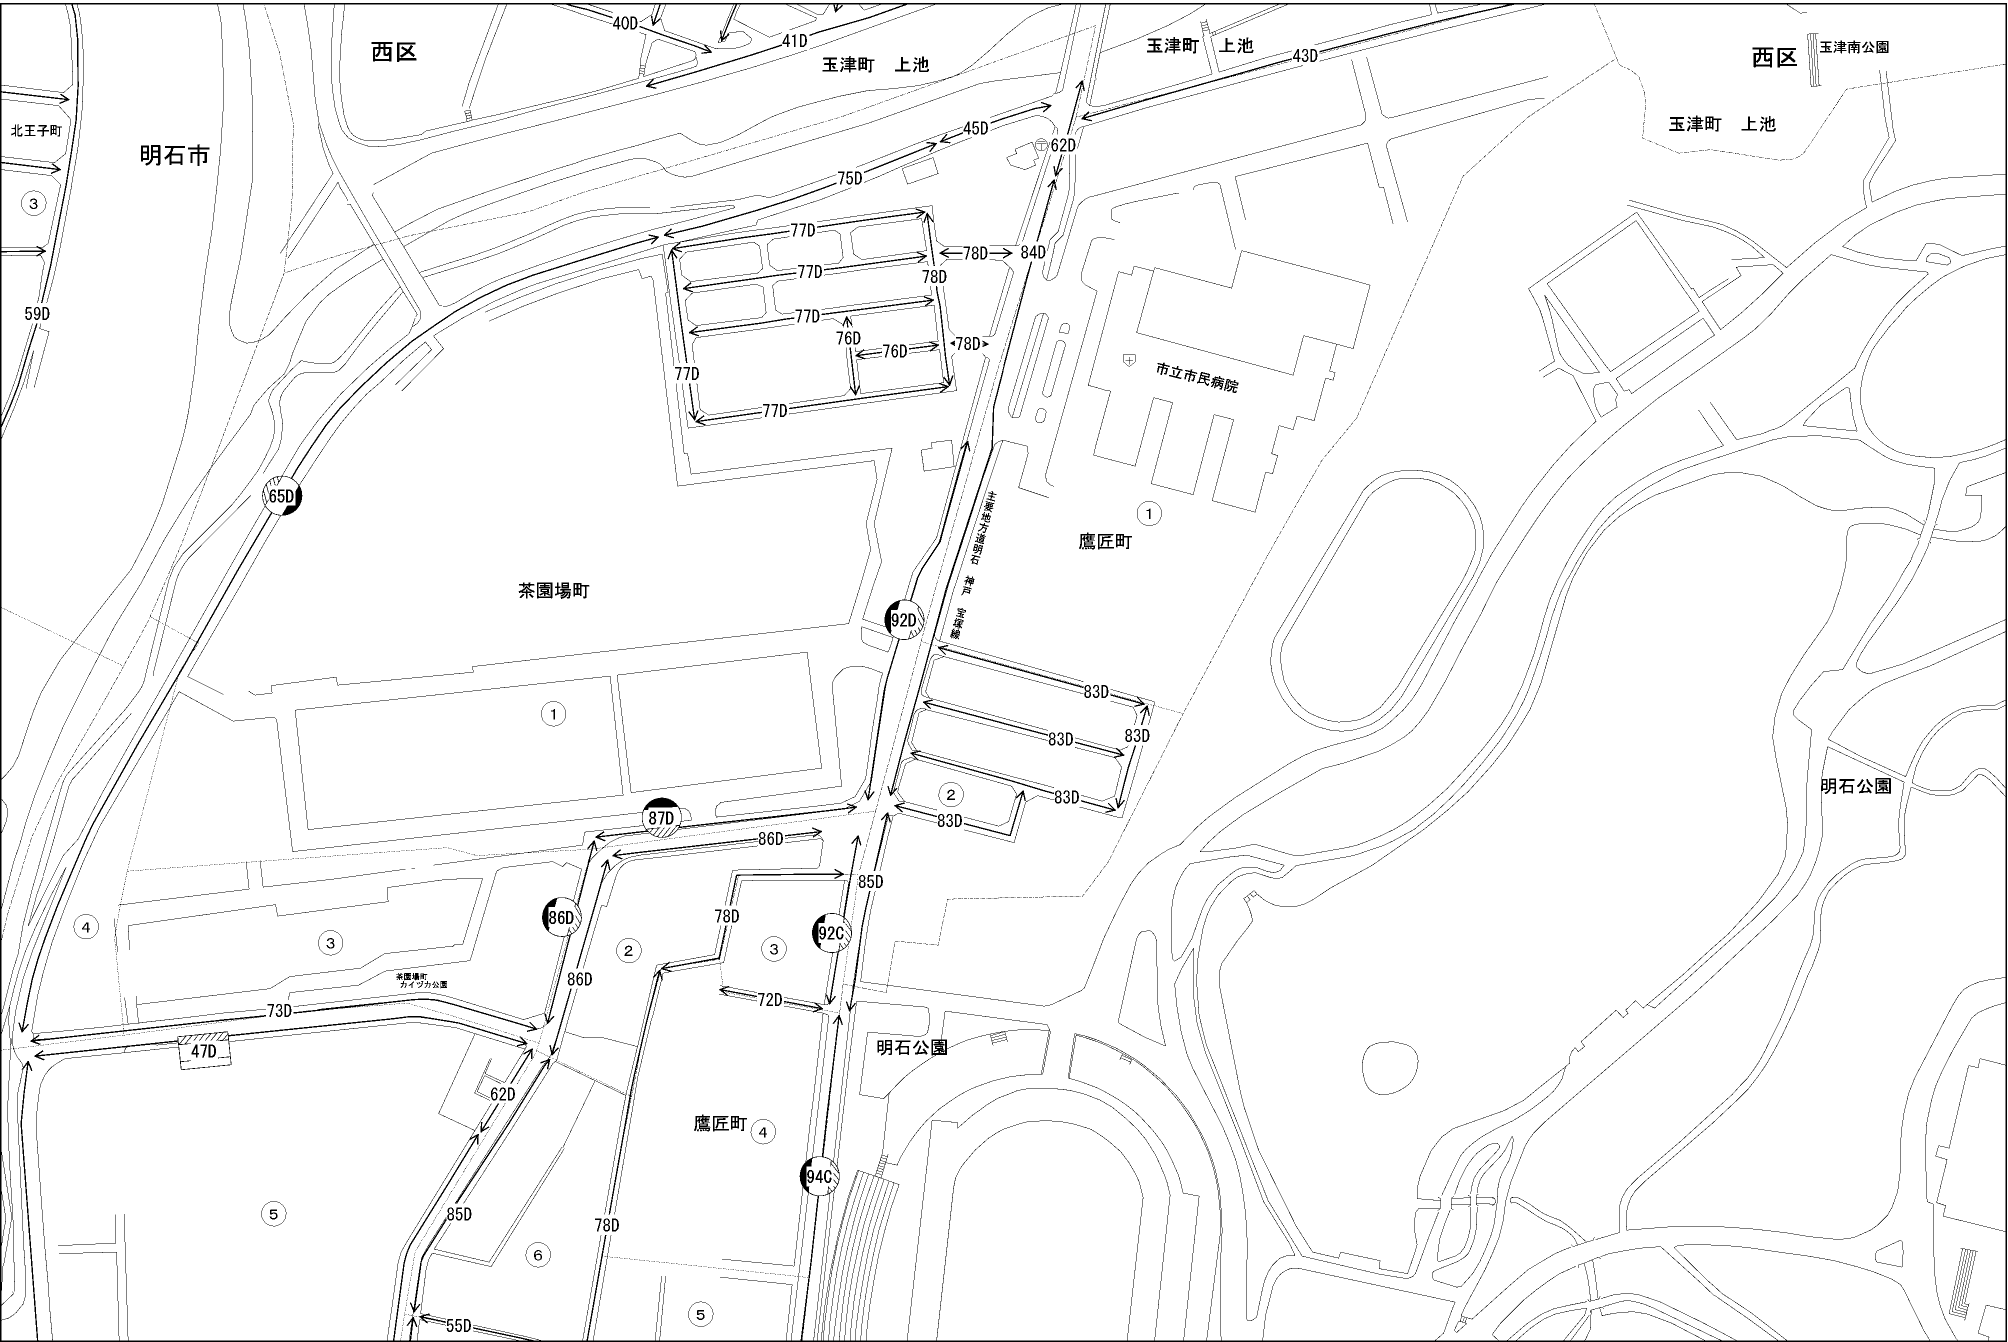 40D
41D
43D
西区
玉津町 上池
玉津町 上池
西区
玉津南公園
玉津町 上池
北王子町
明石市
45D
62D
③
75D
77D
78D
84D
77D
78D
59D
77D
76D
76D
78D
77D
市立市民病院
77D
65D
主要地方道明石 神戸 宝塚線
①
鷹匠町
茶園場町
92D
83D
①
83D
83D
明石公園
②
83D
83D
87D
86D
85D
78D
86D
92C
④
③
②
③
茶園場町
カイヅカ公園
86D
72D
73D
47D
明石公園
62D
鷹匠町
④
94C
⑤
85D
78D
⑥
⑤
55D